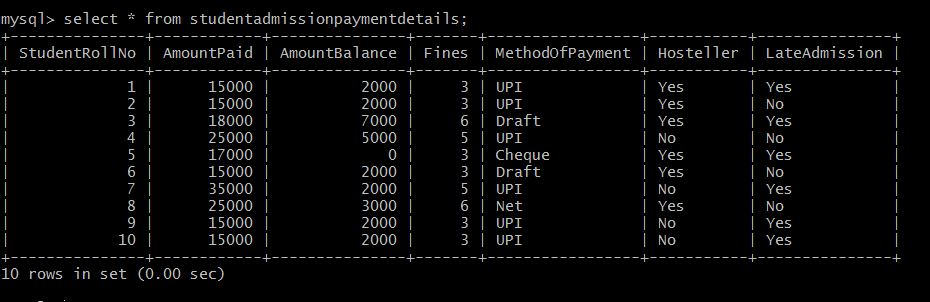 mysql> select * from studentadmissionpaymentdetails;
+---------------+------------+---------------+-------+-----------------+-----------+---------------+
| StudentRollNo | AmountPaid | AmountBalance | Fines | MethodOfPayment | Hosteller | LateAdmission |
+---------------+------------+---------------+-------+-----------------+-----------+---------------+
|             1 |      15000 |          2000 |     3 | UPI             | Yes       | Yes           |
|             2 |      15000 |          2000 |     3 | UPI             | Yes       | No            |
|             3 |      18000 |          7000 |     6 | Draft           | Yes       | Yes           |
|             4 |      25000 |          5000 |     5 | UPI             | No        | No            |
|             5 |      17000 |             0 |     3 | Cheque          | Yes       | Yes           |
|             6 |      15000 |          2000 |     3 | Draft           | Yes       | No            |
|             7 |      35000 |          2000 |     5 | UPI             | No        | Yes           |
|             8 |      25000 |          3000 |     6 | Net             | Yes       | No            |
|             9 |      15000 |          2000 |     3 | UPI             | No        | Yes           |
|            10 |      15000 |          2000 |     3 | UPI             | No        | Yes           |
+---------------+------------+---------------+-------+-----------------+-----------+---------------+
10 rows in set (0.00 sec)